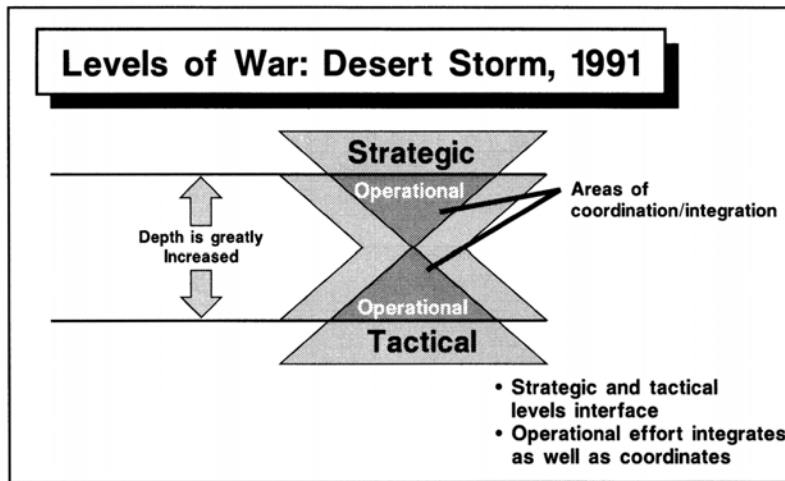 Levels of War: Desert Storm, 1991
Strategic
Operational
Areas of
coordination/integration
Depth is greatly
Increased
Operational
Tactical
• Strategic and tactical
levels interface
• Operational effort integrates
as well as coordinates